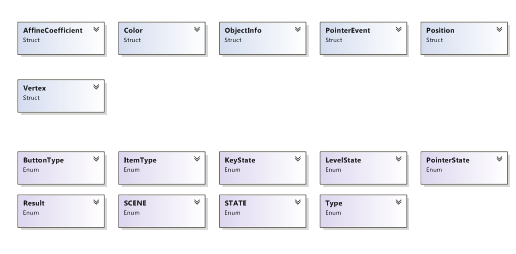 AffineCoefficient
Struct
Color
Struct
ObjectInfo
Struct
PointerEvent
Struct
Position
Struct
Vertex
Struct
ButtonType
Enum
ItemType
Enum
KeyState
Enum
LevelState
Enum
PointerState
Enum
Result
Enum
SCENE
Enum
STATE
Enum
Type
Enum